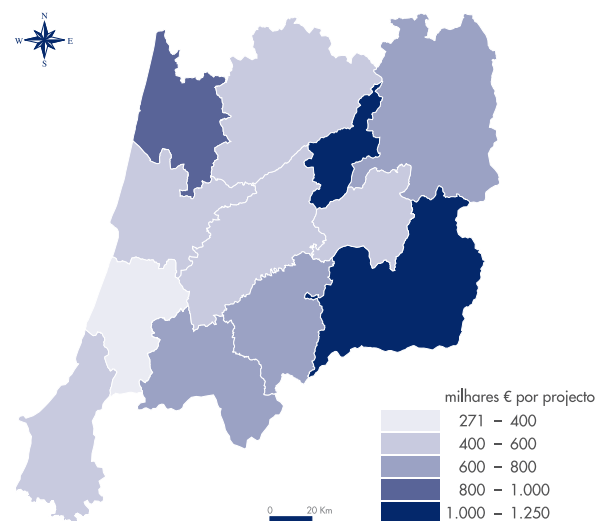 N
W E
S
milhares € por projecto
271 – 400
400 – 600
600 – 800
800 – 1.000
1.000 – 1.250
0 20 Km